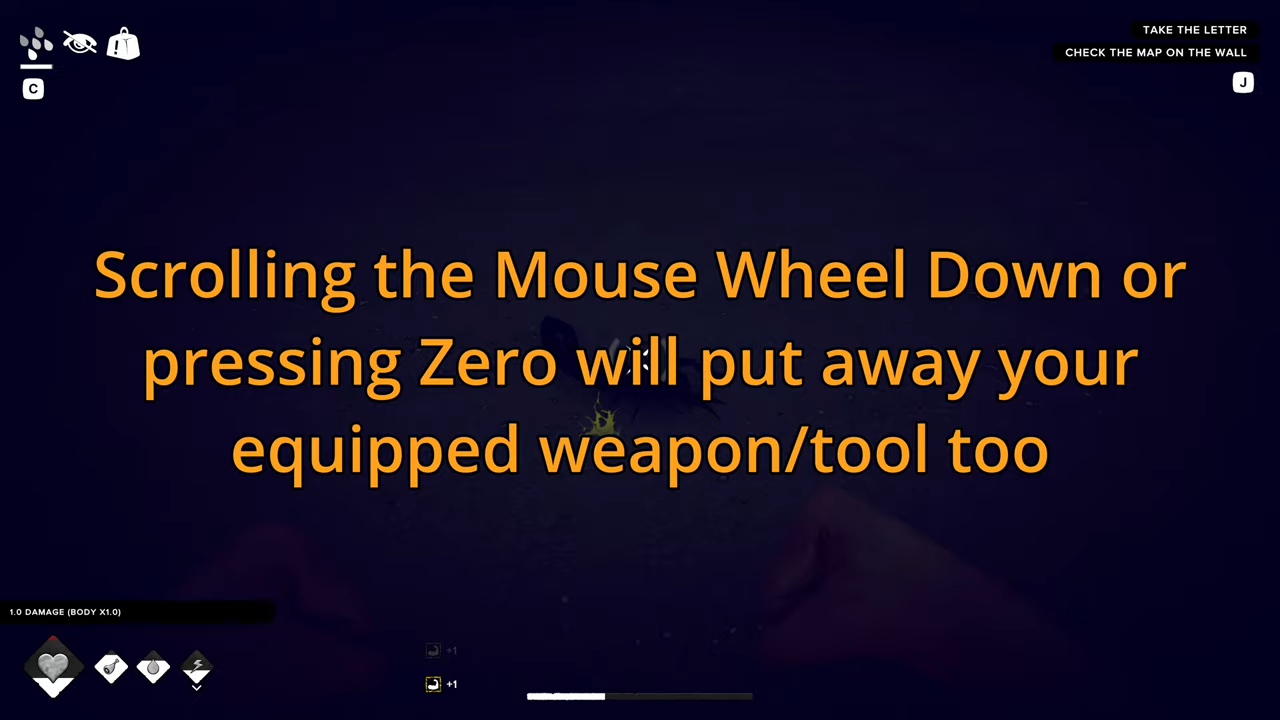 TAKE THE LETTER
CHECK THE MAP ON THE WALL
C
J
Scrolling the Mouse Wheel Down or
pressing Zero will put away your
equipped weapon/tool too
1.0 DAMAGE (BODY X1.0)
+1
+1